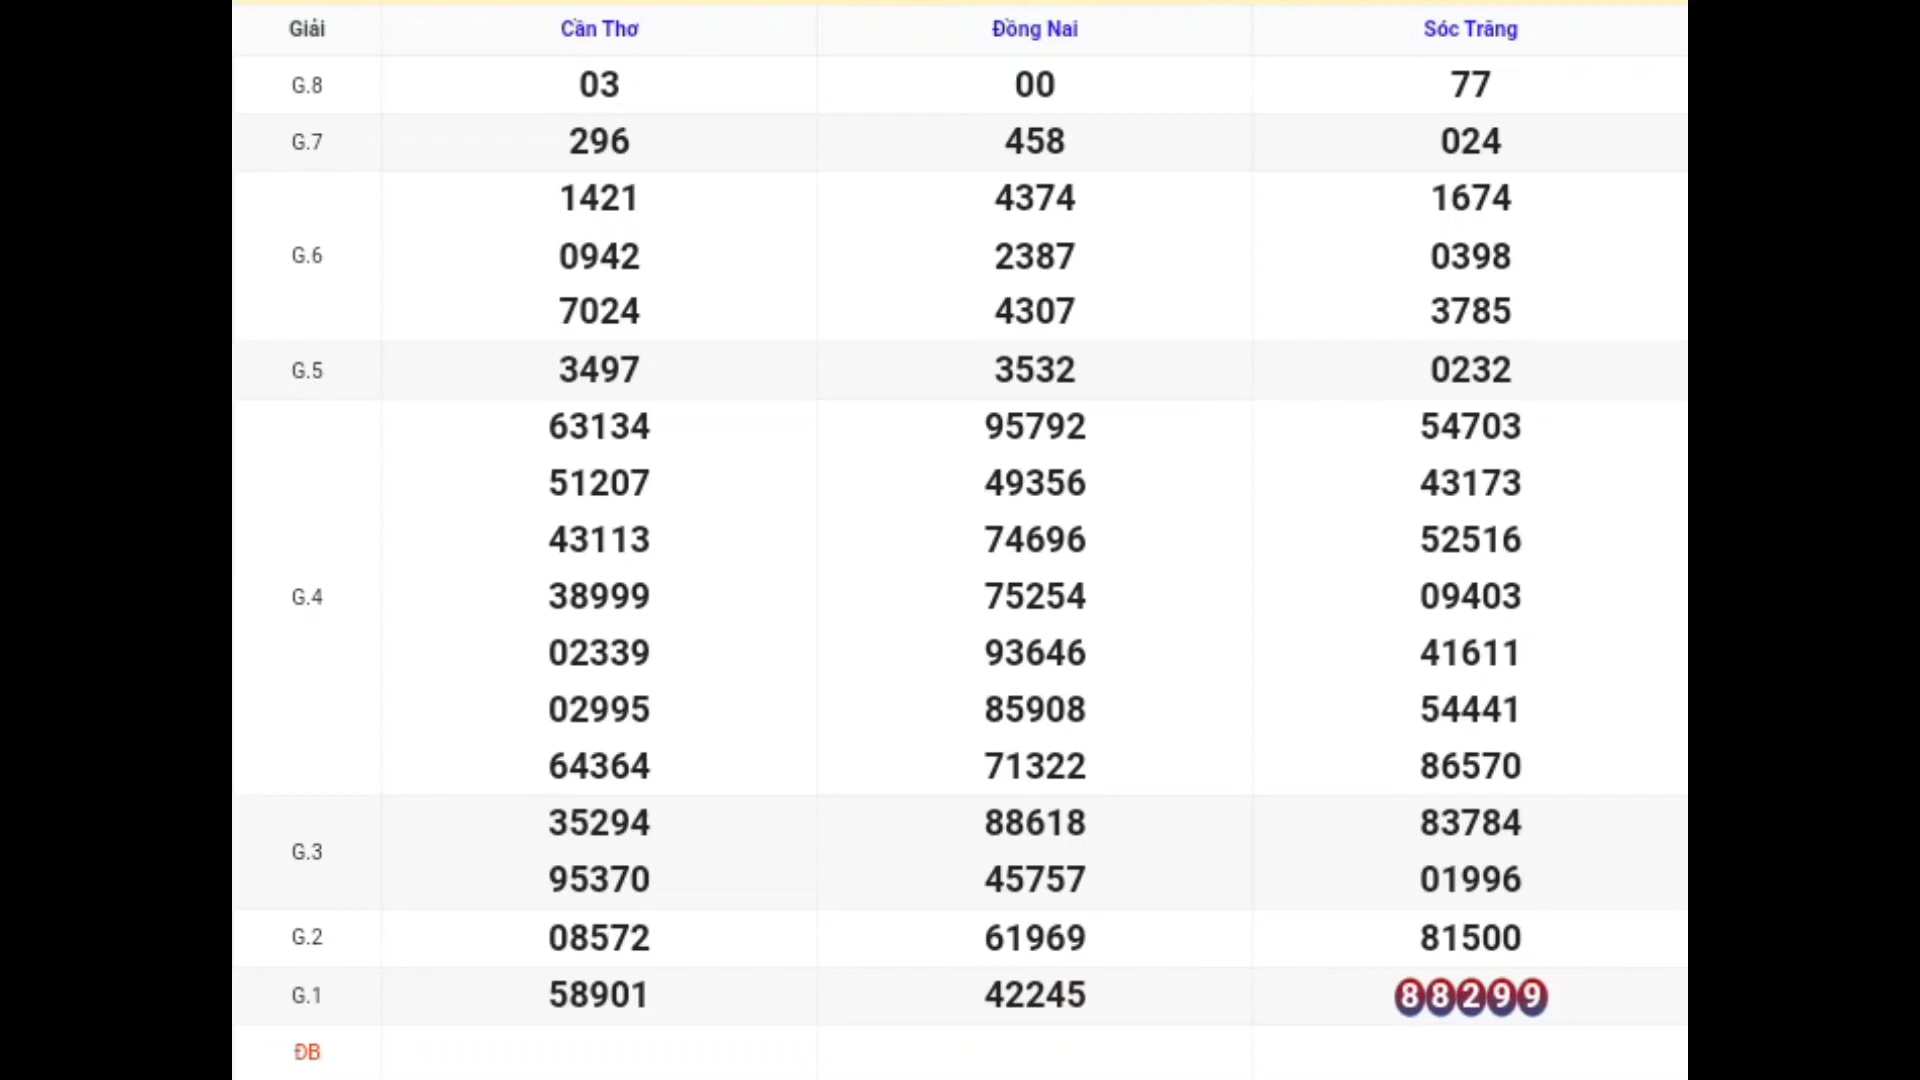 Giải Cần Thơ Đồng Nai Sóc Trăng
G.8 03 00 77
G.7 296 458 024
1421 4374 1674
G.6 0942 2387 0398
7024 4307 3785
G.5 3497 3532 0232
63134 95792 54703
51207 49356 43173
43113 74696 52516
G.4 38999 75254 09403
02339 93646 41611
02995 85908 54441
64364 71322 86570
35294 88618 83784
G.3
95370 45757 01996
G.2 08572 61969 81500
G.1 58901 42245 88299
ĐB